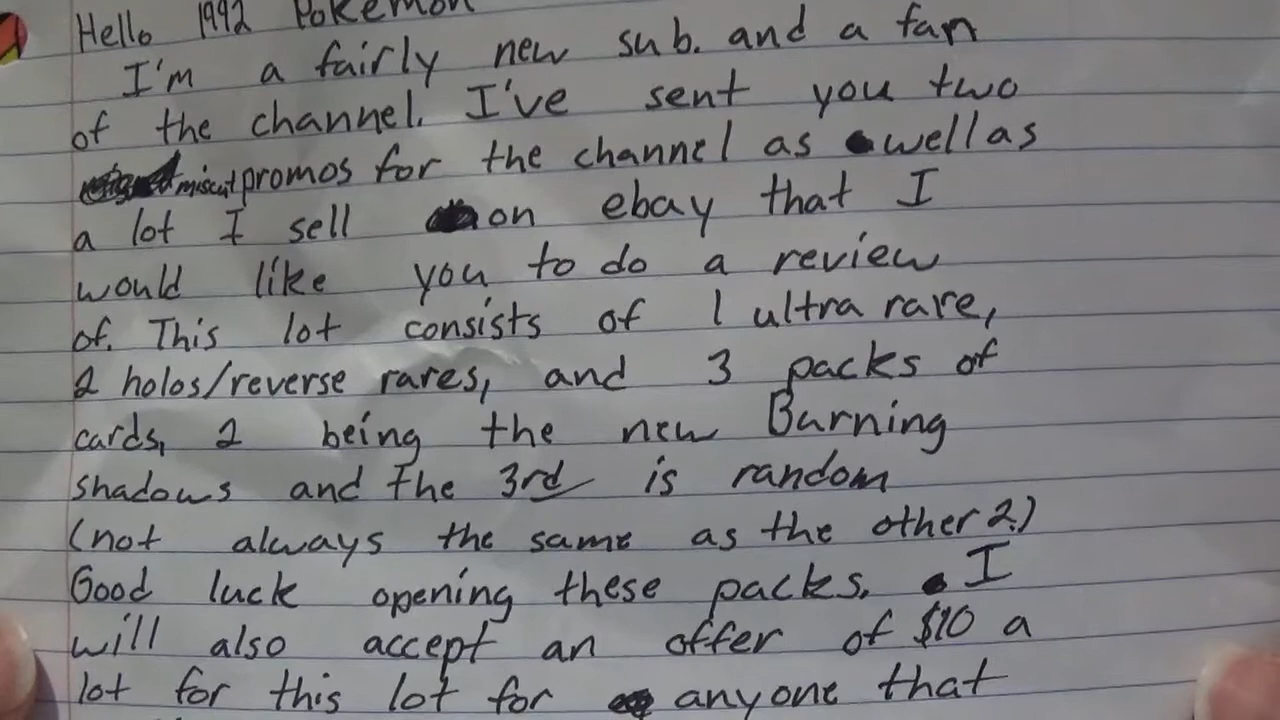 Hello 1992 Pokemon
I'm a fairly new sub. and a fan
of the channel. I've sent you two
miscut promos for the channel as well as
a lot I sell on ebay that I
would like you to do a review
of. This lot consists of 1 ultra rare,
2 holos/reverse rares, and 3 packs of
cards, 2 being the new Burning
shadows and the 3rd is random
(not always the same as the other 2.)
Good luck opening these packs. I
will also accept an offer of $10 a
lot for this lot for anyone that